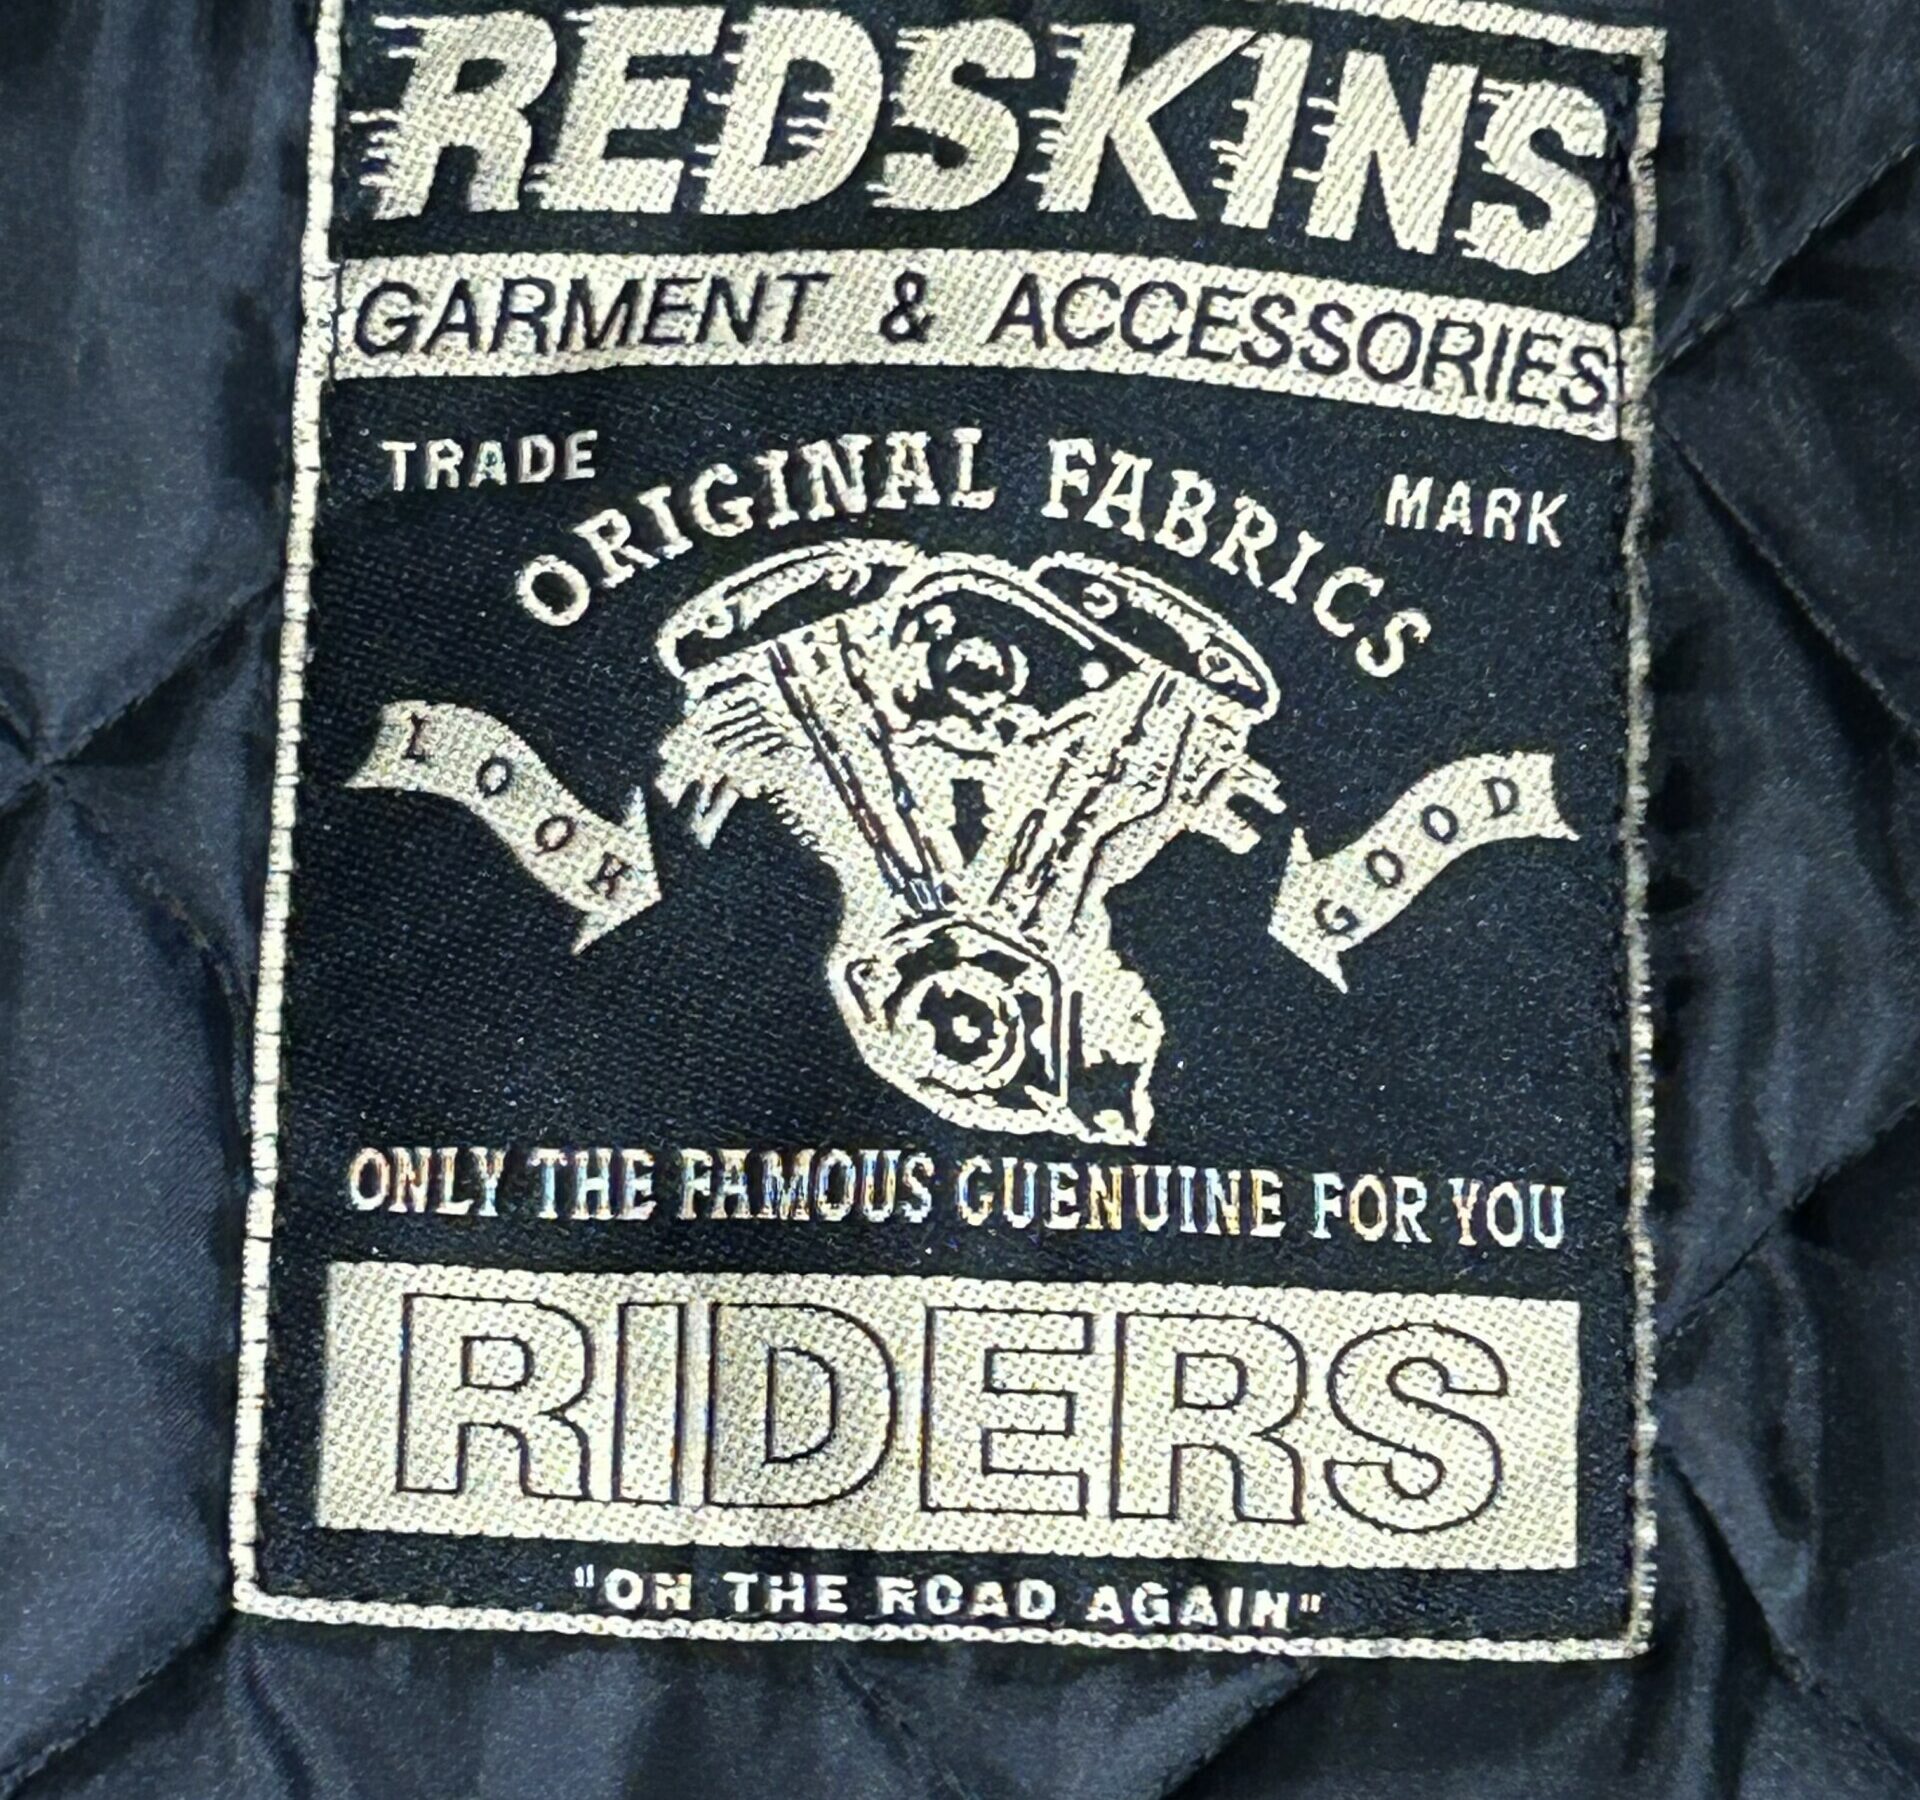 REDSKINS
GARMENT & ACCESSORIES
TRADE MARK
ORIGINAL FABRICS
LOOK GOOD
ONLY THE FAMOUS GUENUINE FOR YOU
RIDERS
"ON THE ROAD AGAIN"